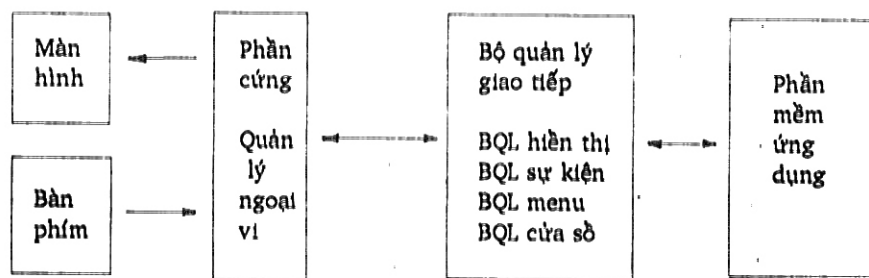 Màn
hình
Bàn
phím
Phần
cứng
Quản
lý
ngoại
vi
Bộ quản lý
giao tiếp
BQL hiển thị
BQL sự kiện
BQL menu
BQL cửa sổ
Phần
mềm
ứng
dụng